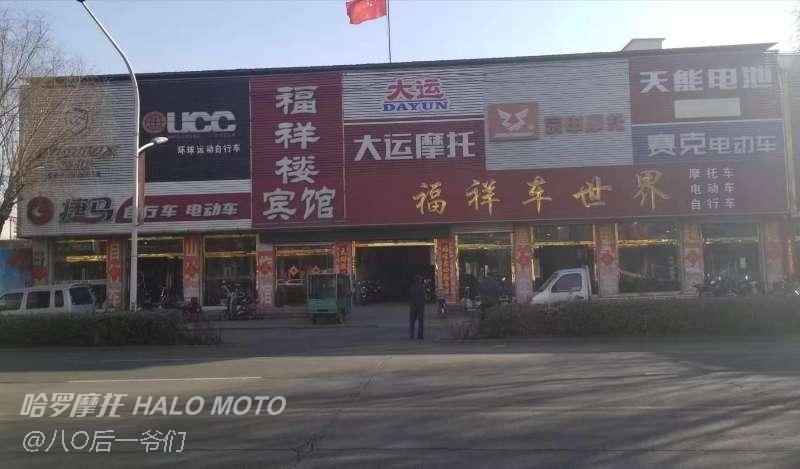 UCC
环球运动自行车
捷马 自行车 电动车
福祥楼宾馆
大运
DAYUN
大运摩托
宗申摩托
天能电池
赛克电动车
福祥车世界
摩托车
电动车
自行车
哈罗摩托 HALO MOTO
@八〇后一爷们